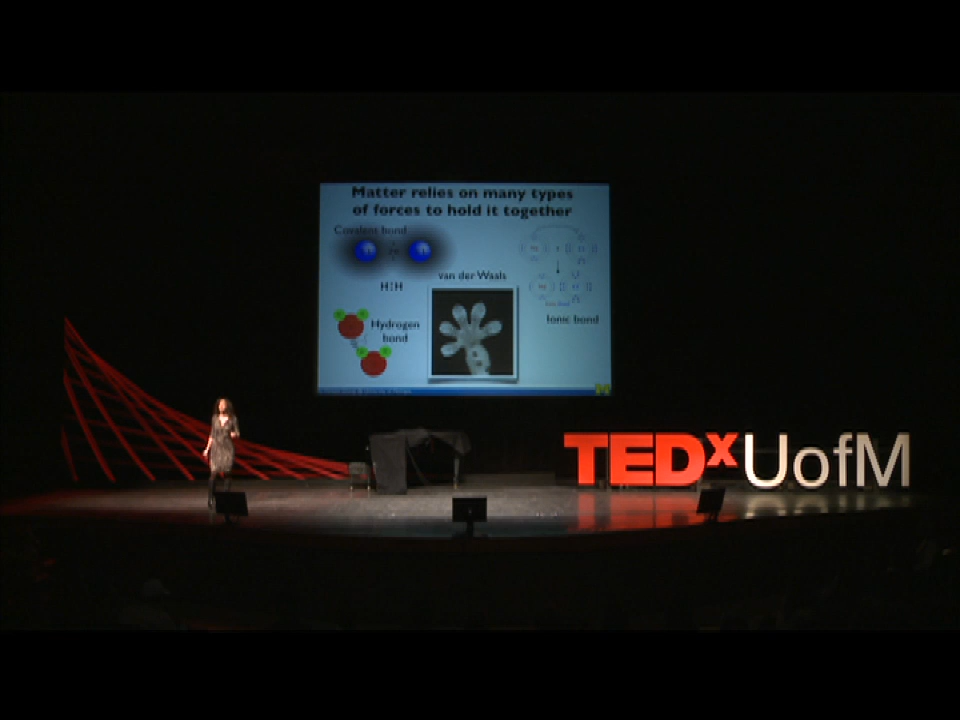 Matter relies on many types
of forces to hold it together
Covalent bond
van der Waals
H:H
Hydrogen
bond
Ionic bond
M
TEDxUofM